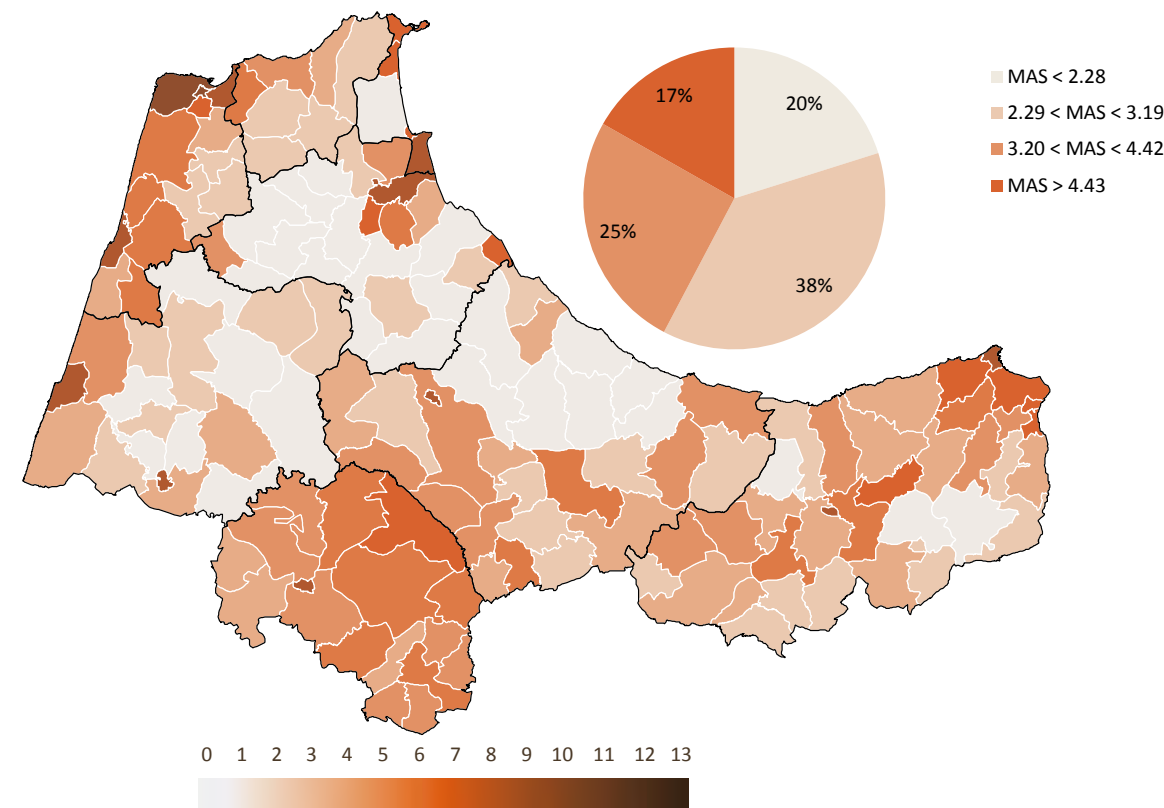 17%
20%
25%
38%
MAS < 2.28
2.29 < MAS < 3.19
3.20 < MAS < 4.42
MAS > 4.43
0 1 2 3 4 5 6 7 8 9 10 11 12 13